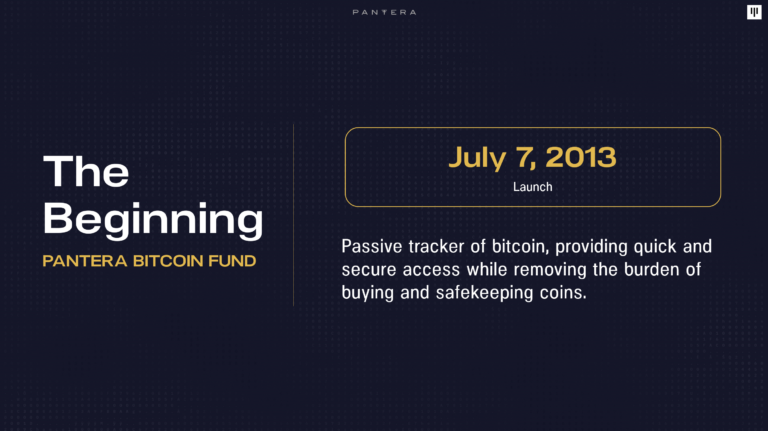 PANTERA
The
Beginning
PANTERA BITCOIN FUND
July 7, 2013
Launch
Passive tracker of bitcoin, providing quick and
secure access while removing the burden of
buying and safekeeping coins.